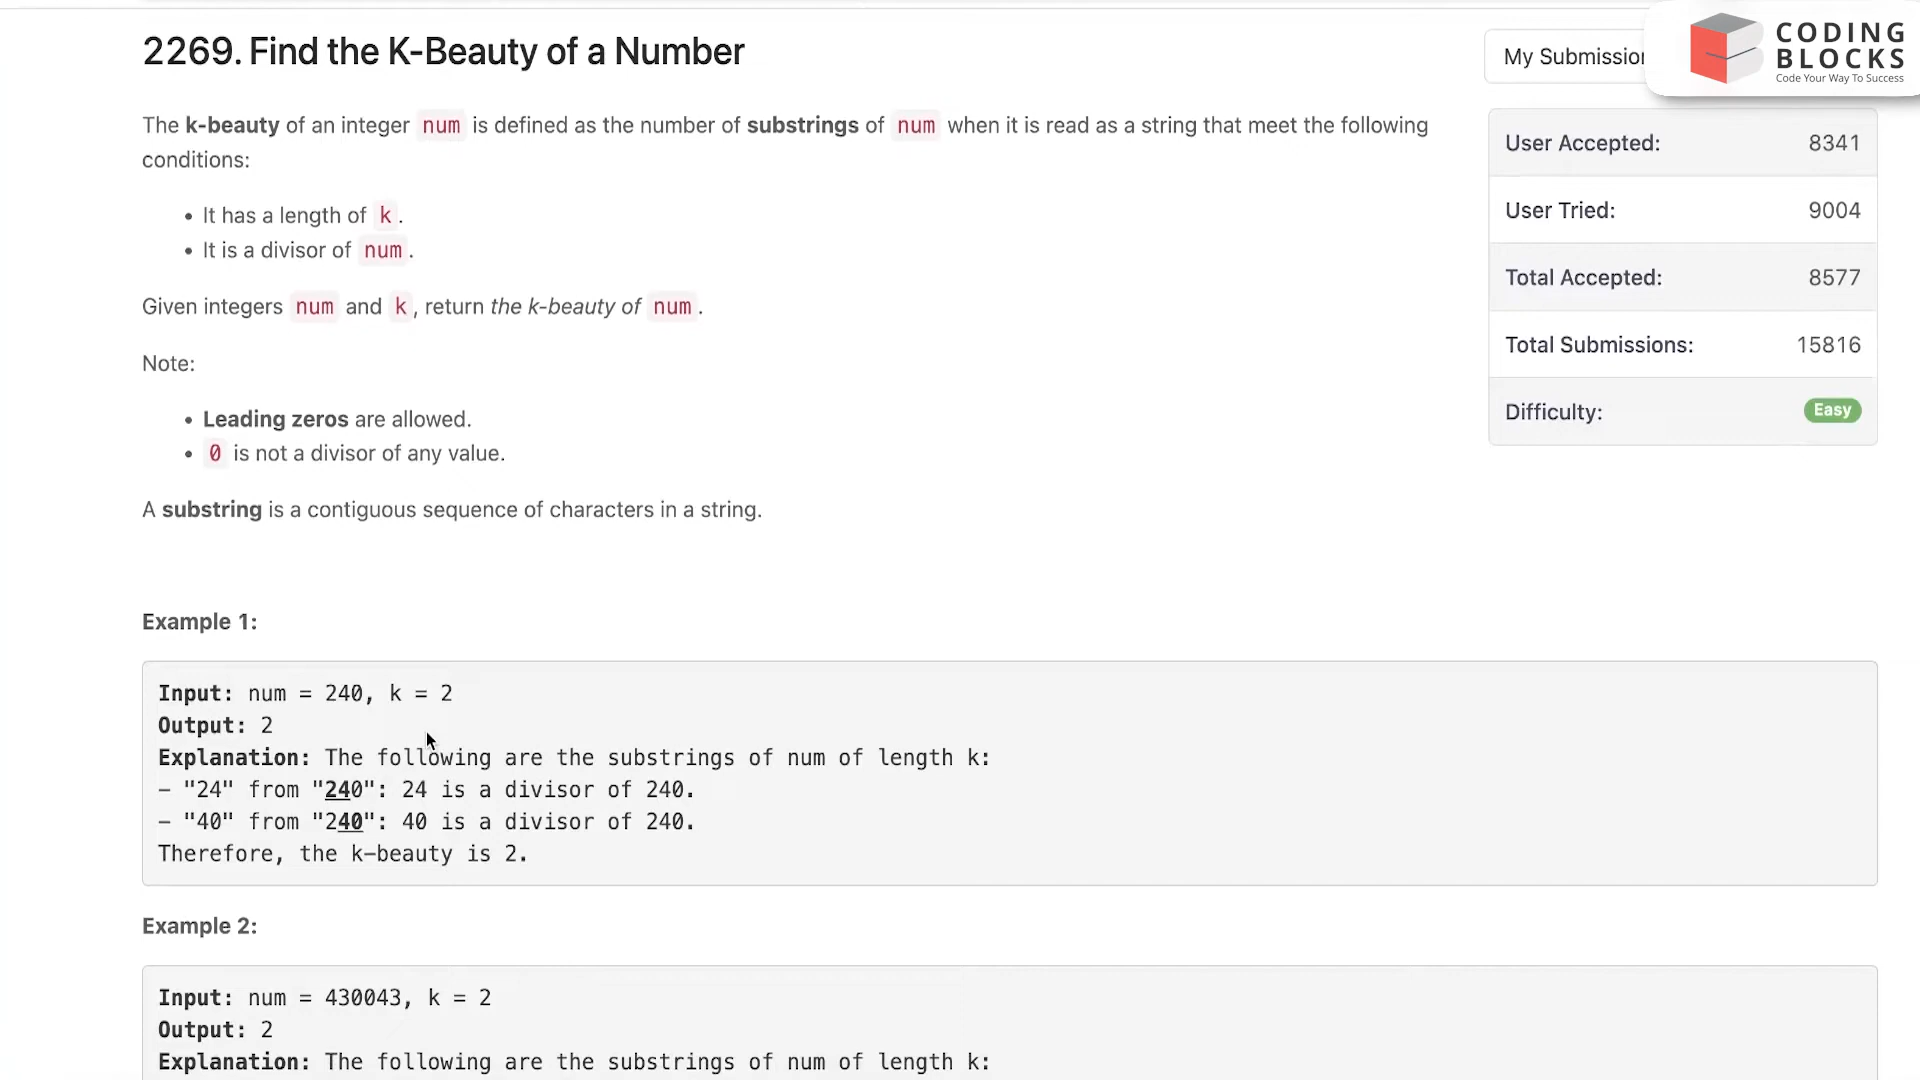 2269. Find the K-Beauty of a Number
My Submission
CODING
BLOCKS
Code Your Way To Success
The k-beauty of an integer num is defined as the number of substrings of num when it is read as a string that meet the following
conditions:
• It has a length of k.
• It is a divisor of num.
Given integers num and k, return the k-beauty of num.
Note:
• Leading zeros are allowed.
• 0 is not a divisor of any value.
A substring is a contiguous sequence of characters in a string.
User Accepted: 8341
User Tried: 9004
Total Accepted: 8577
Total Submissions: 15816
Difficulty: Easy
Example 1:
Input: num = 240, k = 2
Output: 2
Explanation: The following are the substrings of num of length k:
- "24" from "240": 24 is a divisor of 240.
- "40" from "240": 40 is a divisor of 240.
Therefore, the k-beauty is 2.
Example 2:
Input: num = 430043, k = 2
Output: 2
Explanation: The following are the substrings of num of length k: